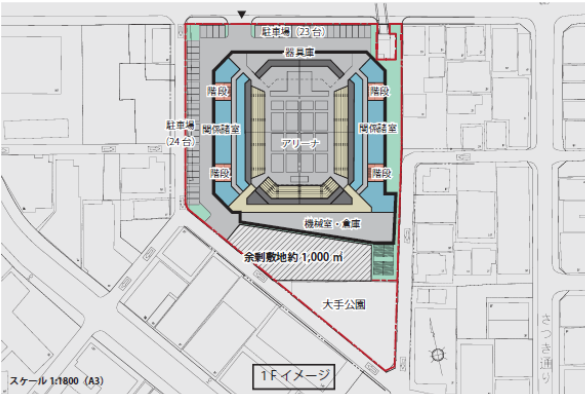 駐車場（23台）
器具庫
階段
階段
駐車場
（24台）
関係諸室
アリーナ
関係諸室
階段
階段
機械室・倉庫
余剰敷地約 1,000 ㎡
大手公園
さつき通り
スケール 1:1800（A3）
1Fイメージ